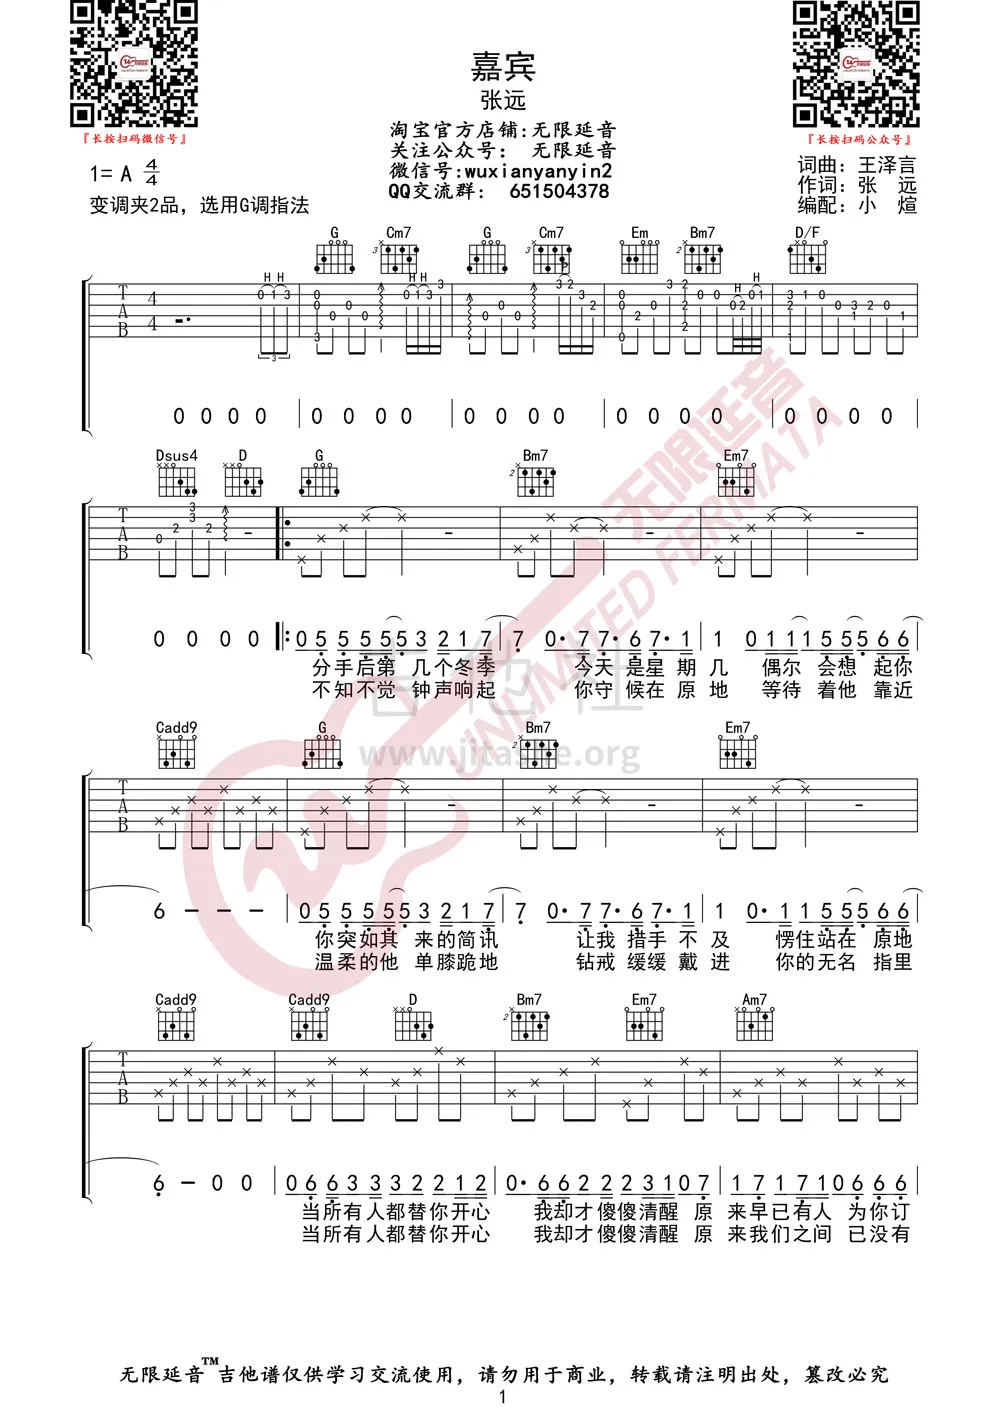 嘉宾
张远
淘宝官方店铺:无限延音
关注公众号: 无限延音
微信号:wuxianyanyin2
QQ交流群: 651504378
『长按扫码微信号』
『长按扫码公众号』
1= A 4/4
变调夹2品, 选用G调指法
词曲: 王泽言
作词: 张 远
编配: 小 煊
G Cm7 G Cm7 Em Bm7 D/F
H H H H P H H
0 0 0 0 0 0 0 0 0 0 0 0 0 0 0 0 0 0 0 0
Dsus4 D G Bm7 Em7
0 0 0 0 0 5 5 5 5 5 3 2 1 7 7 0· 7 7· 6 7· 1 1 0 1 1 1 5 5 5 6 6
分手后第 几个冬季 今天 是星 期几 偶尔 会想 起你
不知不觉 钟声响起 你守 候在 原地 等待 着他 靠近
Cadd9 G Bm7 Em7
6 – – – 0 5 5 5 5 5 3 2 1 7 7 0· 7 7· 6 7· 1 1 0· 1 1 5 5 5 6 6
你突如其 来的简讯 让我 措手 不及 愣住站在 原地
温柔的他 单膝跪地 钻戒 缓缓 戴进 你的无名 指里
Cadd9 Cadd9 D Bm7 Em7 Am7
6 – 0 0 0 6 6 3 3 3 2 2 1 2 0· 6 6 2 2 2 3 1 0 7 1 7 1 7 1 0 6 6 6
当所有人都替你开心 我却才傻傻清醒 原 来早已有人 为你订
当所有人都替你开心 我却才傻傻清醒 原 来我们之间 已没有
无限延音
UNLIMITED FERMATA
吉他社
www.jitashe.org
无限延音™吉他谱仅供学习交流使用, 请勿用于商业, 转载请注明出处, 篡改必究
1